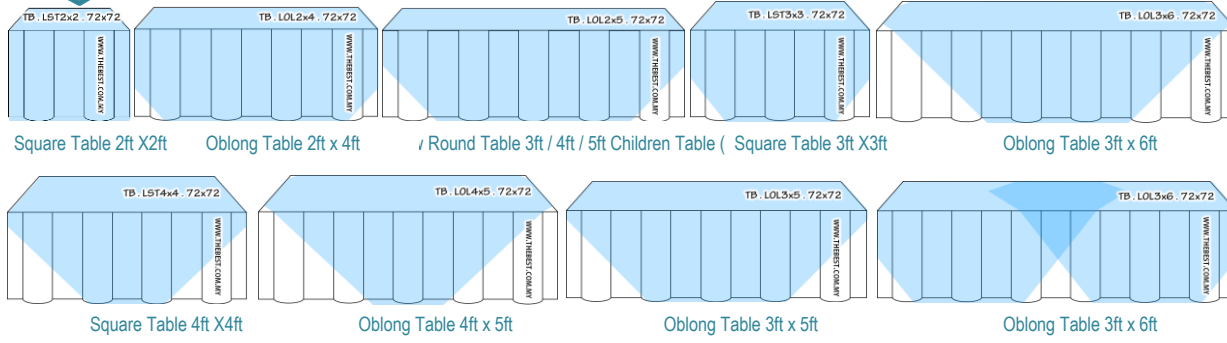 TB . LST2x2 . 72x72
WWW.THEBEST.COM.MY
Square Table 2ft X2ft
TB . LOL2x4 . 72x72
WWW.THEBEST.COM.MY
Oblong Table 2ft x 4ft
TB . LOL2x5 . 72x72
WWW.THEBEST.COM.MY
Round Table 3ft / 4ft / 5ft Children Table (
TB . LST3x3 . 72x72
WWW.THEBEST.COM.MY
Square Table 3ft X3ft
TB . LOL3x6 . 72x72
WWW.THEBEST.COM.MY
Oblong Table 3ft x 6ft
TB . LST4x4 . 72x72
WWW.THEBEST.COM.MY
Square Table 4ft X4ft
TB . LOL4x5 . 72x72
WWW.THEBEST.COM.MY
Oblong Table 4ft x 5ft
TB . LOL3x5 . 72x72
WWW.THEBEST.COM.MY
Oblong Table 3ft x 5ft
TB . LOL3x6 . 72x72
WWW.THEBEST.COM.MY
Oblong Table 3ft x 6ft